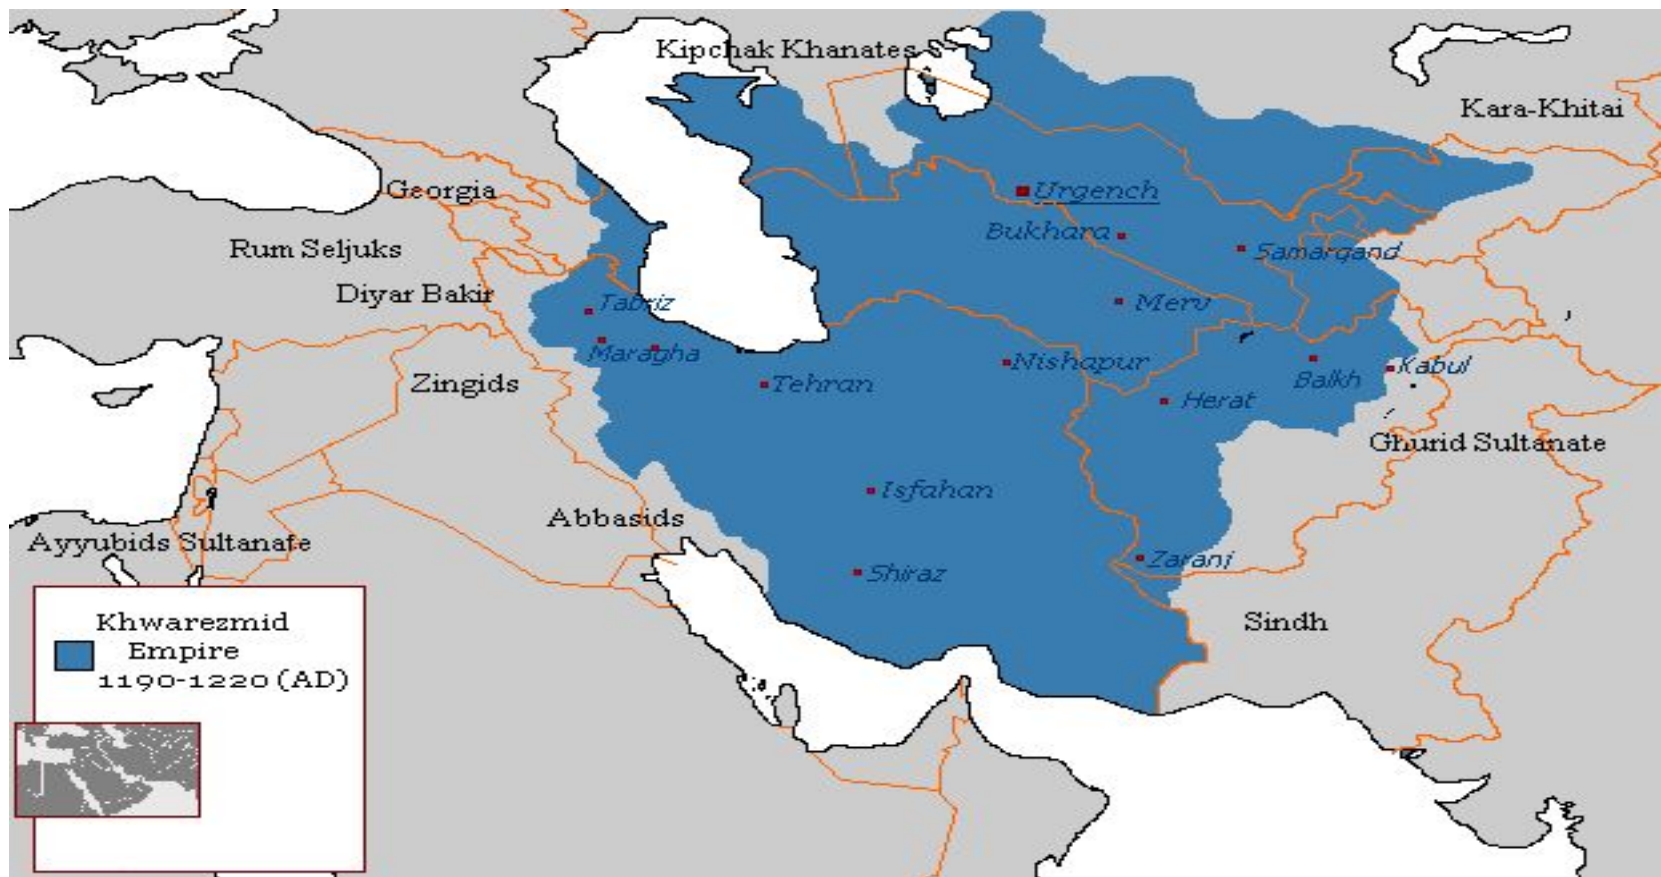 Kipchak Khanates
Kara-Khitai
Georgia
Urgench
Rum Seljuks
Bukhara
Samarqand
Diyar Bakir
Tabriz
Merv
Maragha
Nishapur
Zingids
Tehran
Balkh
Kabul
Herat
Ghurid Sultanate
Isfahan
Abbasids
Ayyubids Sultanate
Zaranj
Shiraz
Sindh
Khwarezmid
Empire
1190-1220 (AD)